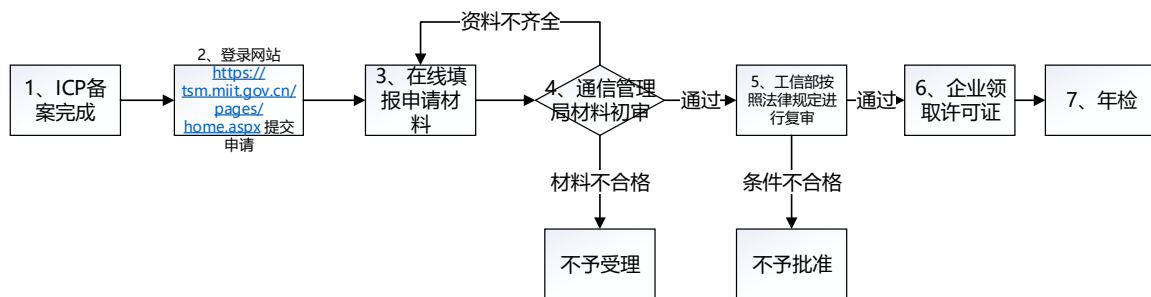 资料不齐全
1、ICP备
案完成
2、登录网站
https://
tsm.miit.gov.cn/
pages/
home.aspx 提交
申请
3、在线填
报申请材
料
4、通信管理
局材料初审
通过
5、工信部按
照法律规定进
行复审
通过
6、企业领
取许可证
7、年检
材料不合格
条件不合格
不予受理
不予批准